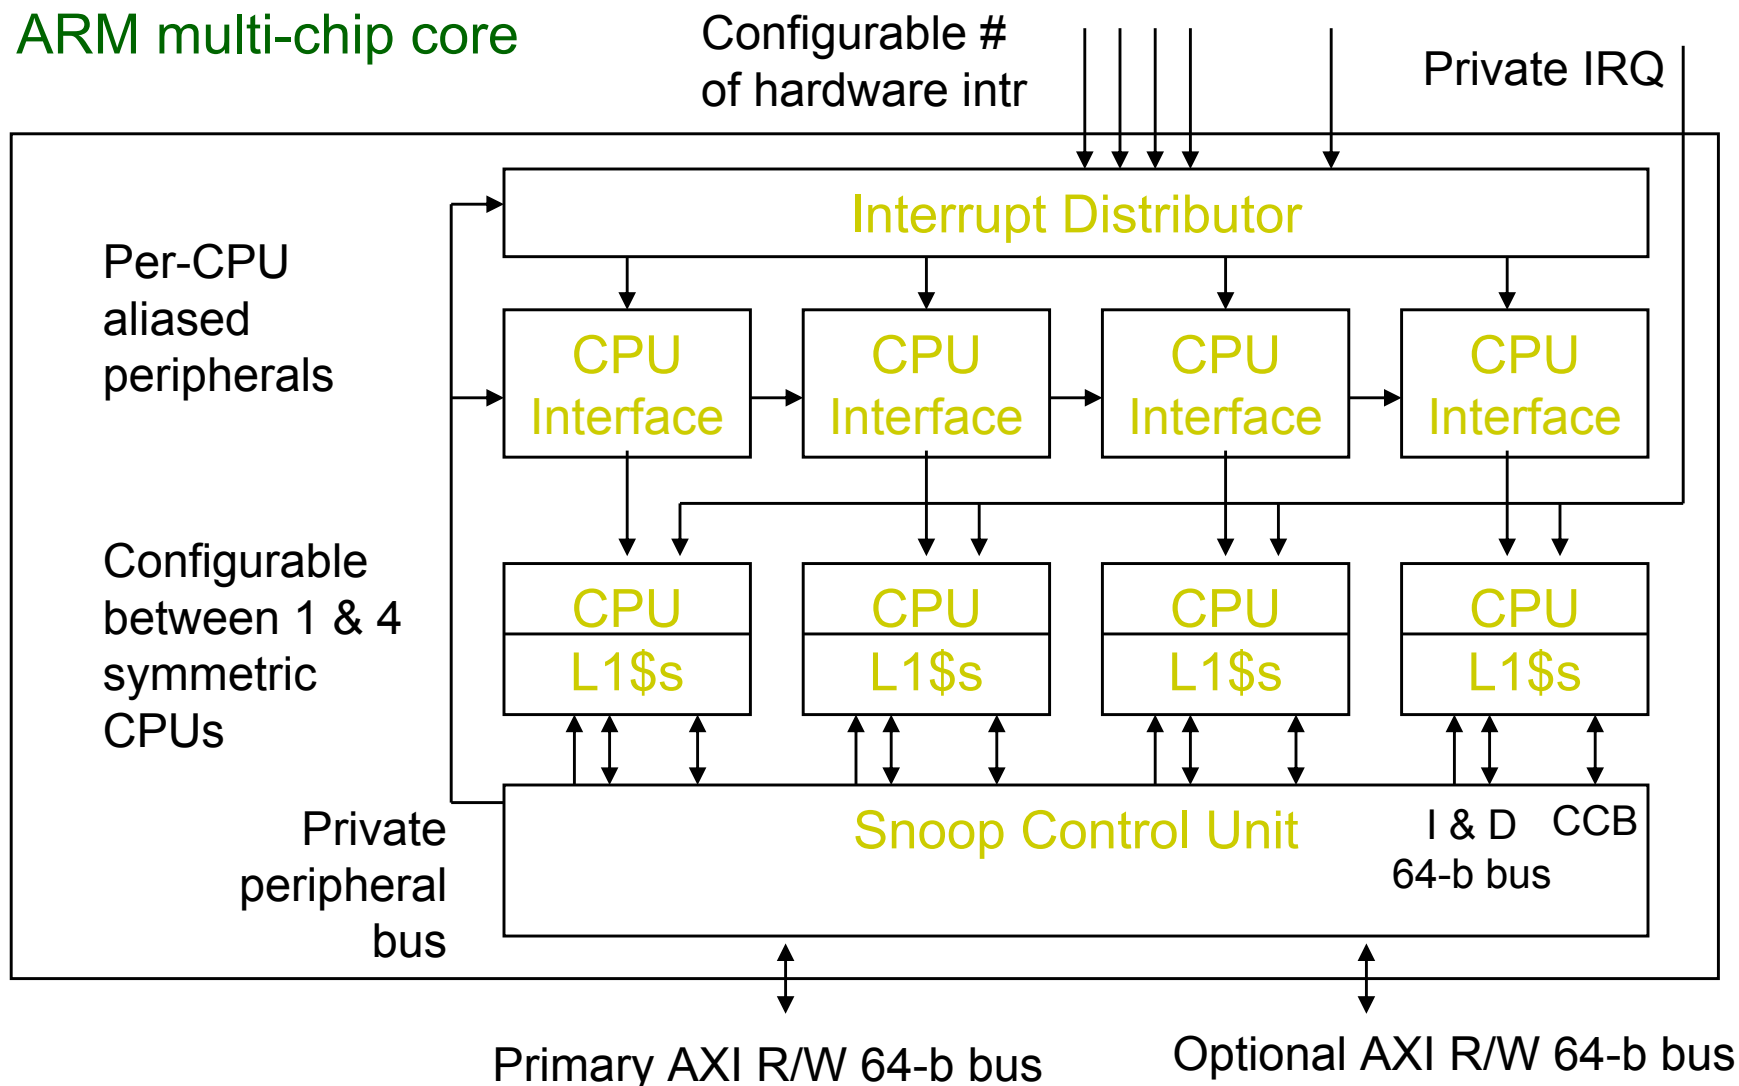 ARM multi-chip core
Configurable #
of hardware intr
Private IRQ
Interrupt Distributor
Per-CPU
aliased
peripherals
CPU
Interface
CPU
Interface
CPU
Interface
CPU
Interface
Configurable
between 1 & 4
symmetric
CPUs
CPU
L1$s
CPU
L1$s
CPU
L1$s
CPU
L1$s
Private
peripheral
bus
Snoop Control Unit
I & D
64-b bus
CCB
Primary AXI R/W 64-b bus
Optional AXI R/W 64-b bus